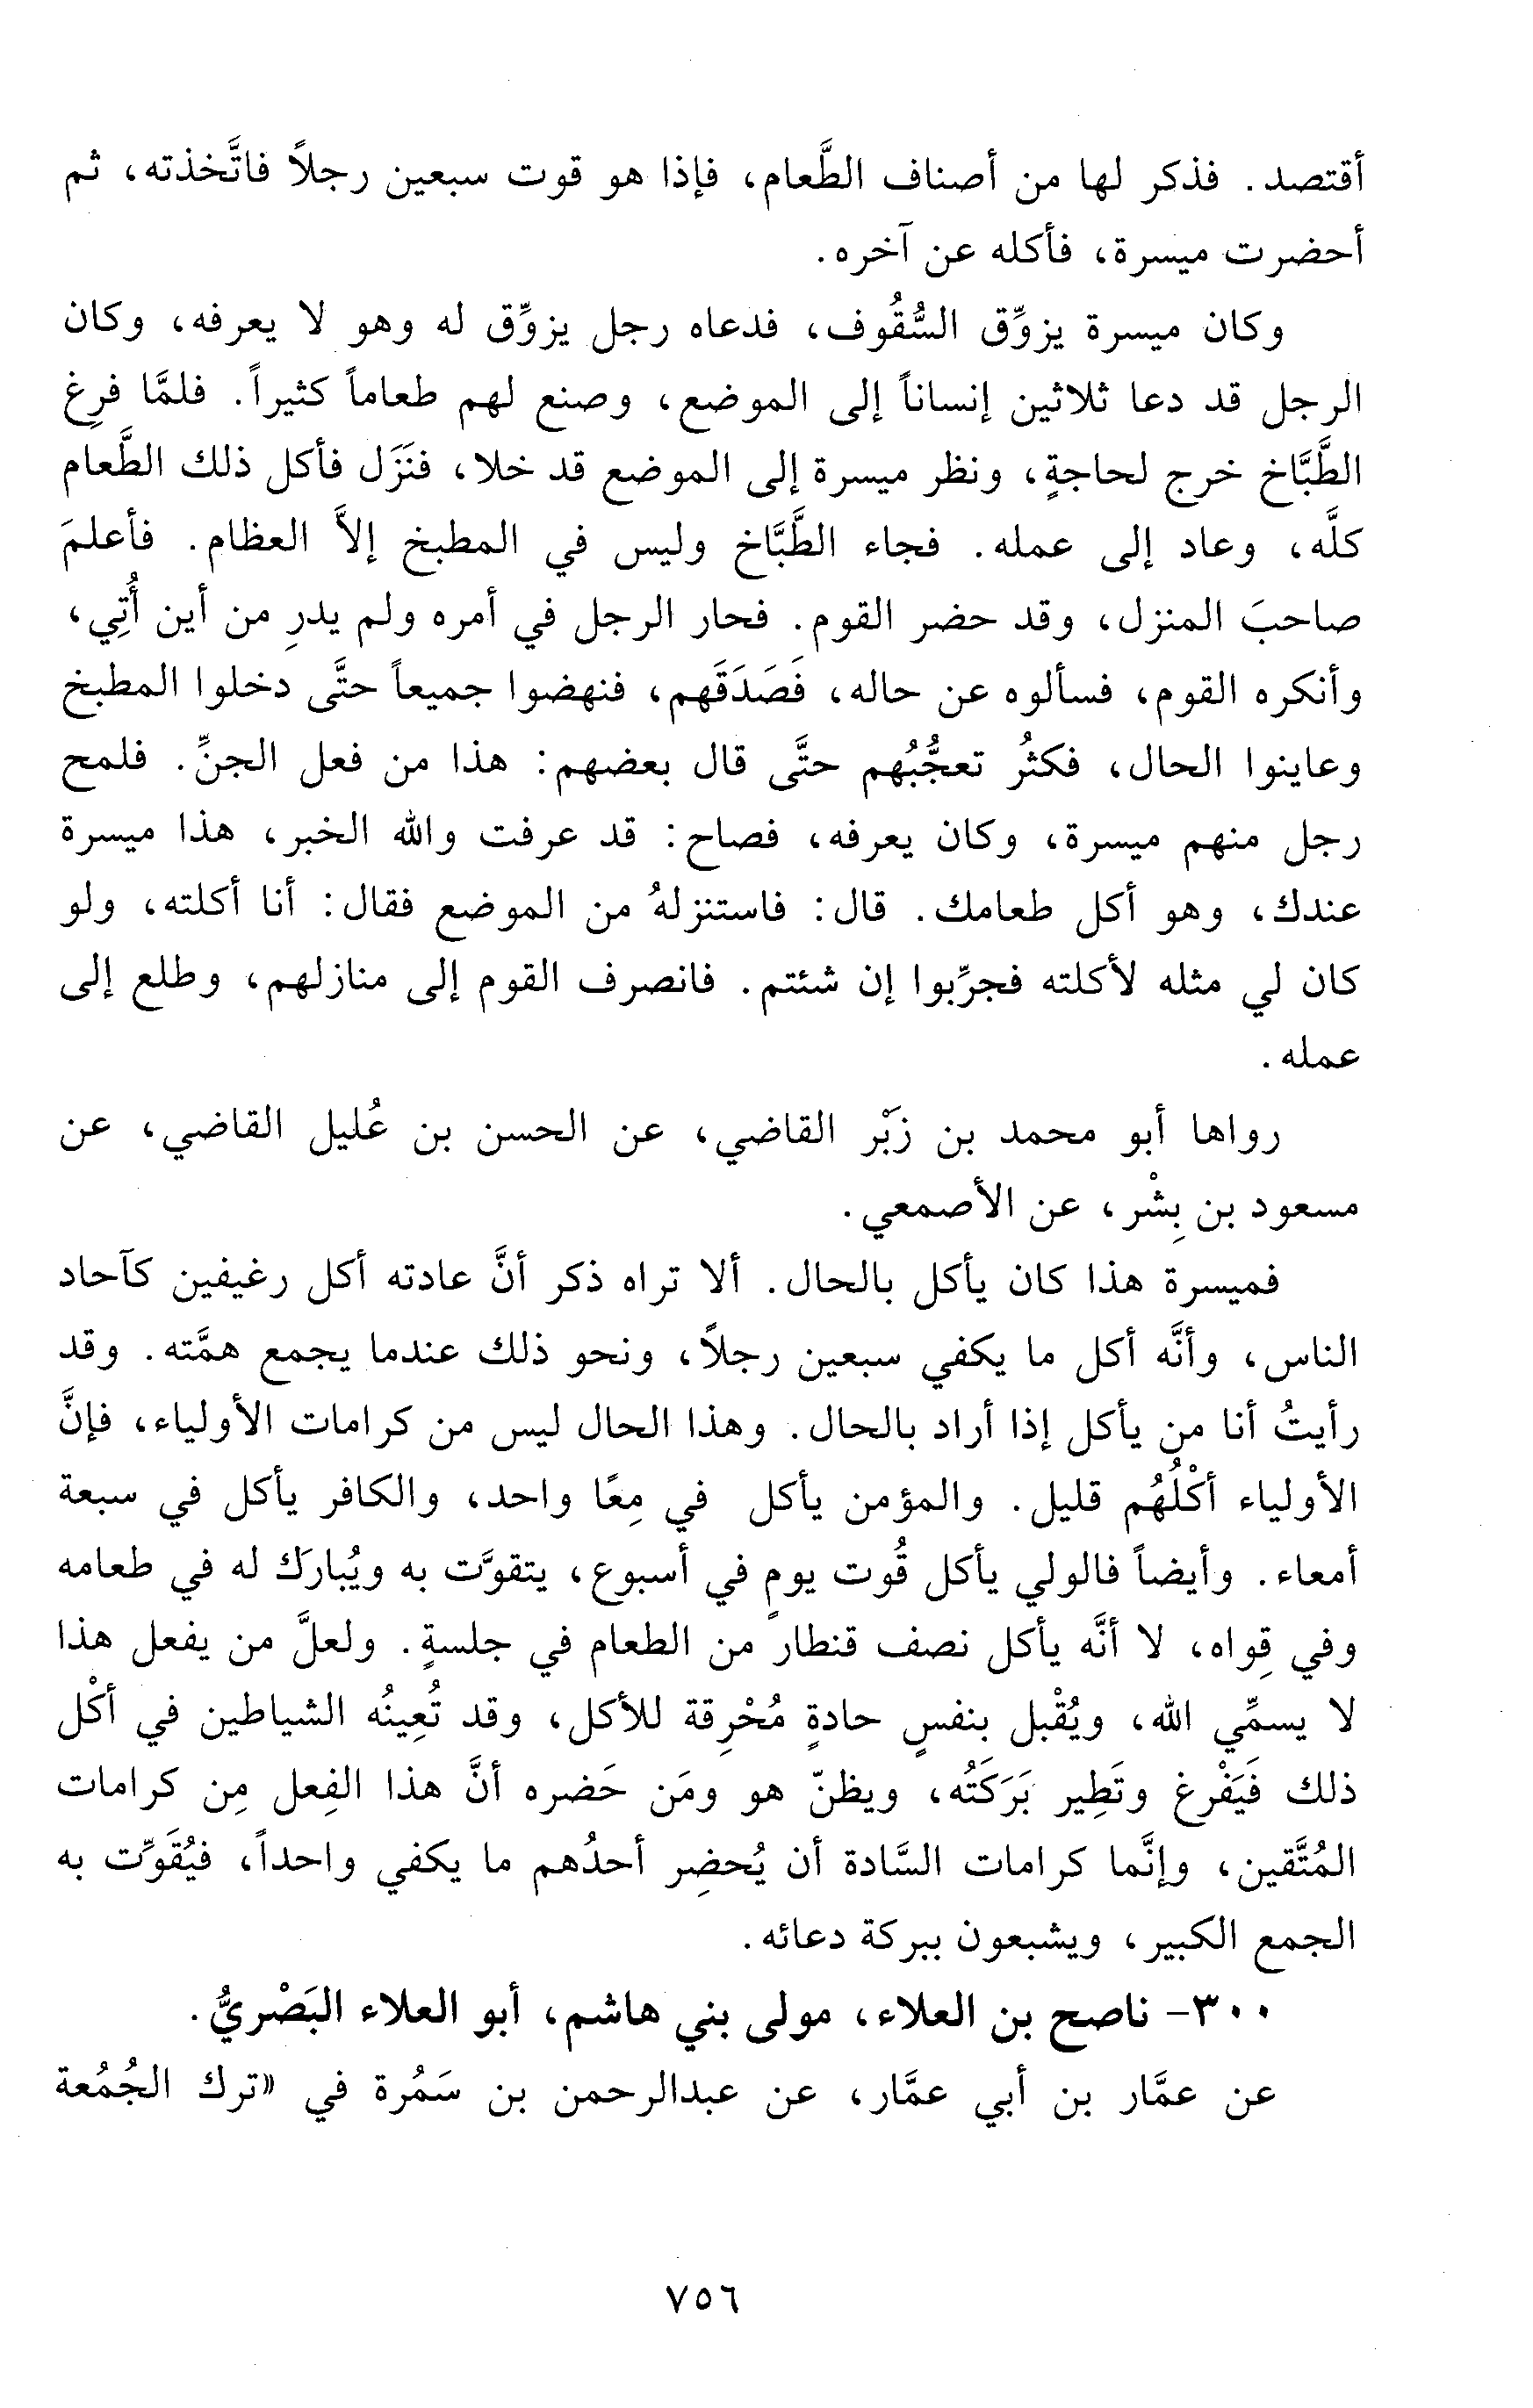 أقتصد. فذكر لها من أصناف الطَّعام، فإذا هو قوت سبعين رجلاً فاتَّخذته، ثم
أحضرت ميسرة، فأكله عن آخره.
وكان ميسرة يزوِّق السُّقُوف، فدعاه رجل يزوِّق له وهو لا يعرفه، وكان
الرجل قد دعا ثلاثين إنساناً إلى الموضع، وصنع لهم طعاماً كثيراً. فلمَّا فرِغ
الطَّبَّاخ خرج لحاجةٍ، ونظر ميسرة إلى الموضع قد خلا، فنَزَل فأكل ذلك الطَّعام
كلَّه، وعاد إلى عمله. فجاء الطَّبَّاخ وليس في المطبخ إلاَّ العظام. فأعلمَ
صاحبَ المنزل، وقد حضر القوم. فحار الرجل في أمره ولم يدرِ من أين أُتِي،
وأنكره القوم، فسألوه عن حاله، فَصَدَقَهم، فنهضوا جميعاً حتَّى دخلوا المطبخ
وعاينوا الحال، فكثُر تعجُّبُهم حتَّى قال بعضهم: هذا من فعل الجنِّ. فلمح
رجل منهم ميسرة، وكان يعرفه، فصاح: قد عرفت والله الخبر، هذا ميسرة
عندك، وهو أكل طعامك. قال: فاستنزلهُ من الموضع فقال: أنا أكلته، ولو
كان لي مثله لأكلته فجرِّبوا إن شئتم. فانصرف القوم إلى منازلهم، وطلع إلى
عمله.
رواها أبو محمد بن زَبْر القاضي، عن الحسن بن عُليل القاضي، عن
مسعود بن بِشْر، عن الأصمعي.
فميسرة هذا كان يأكل بالحال. ألا تراه ذكر أنَّ عادته أكل رغيفين كآحاد
الناس، وأنَّه أكل ما يكفي سبعين رجلاً، ونحو ذلك عندما يجمع همَّته. وقد
رأيتُ أنا من يأكل إذا أراد بالحال. وهذا الحال ليس من كرامات الأولياء، فإنَّ
الأولياء أكْلُهُم قليل. والمؤمن يأكل في مِعًا واحد، والكافر يأكل في سبعة
أمعاء. وأيضاً فالولي يأكل قُوت يومٍ في أسبوع، يتقوَّت به ويُبارَك له في طعامه
وفي قِواه، لا أنَّه يأكل نصف قنطار من الطعام في جلسةٍ. ولعلَّ من يفعل هذا
لا يسمِّي الله، ويُقْبل بنفسٍ حادةٍ مُحْرِقة للأكل، وقد تُعِينُه الشياطين في أكْل
ذلك فَيَفْرغ وتَطِير بَرَكَتُه، ويظنّ هو ومَن حَضره أنَّ هذا الفِعل مِن كرامات
المُتَّقين، وإنَّما كرامات السَّادة أن يُحضِر أحدُهم ما يكفي واحداً، فيُقَوِّت به
الجمع الكبير، ويشبعون ببركة دعائه.
٣٠٠- ناصح بن العلاء، مولى بني هاشم، أبو العلاء البَصْريُّ.
عن عمَّار بن أبي عمَّار، عن عبدالرحمن بن سَمُرة في «ترك الجُمُعة
٧٥٦